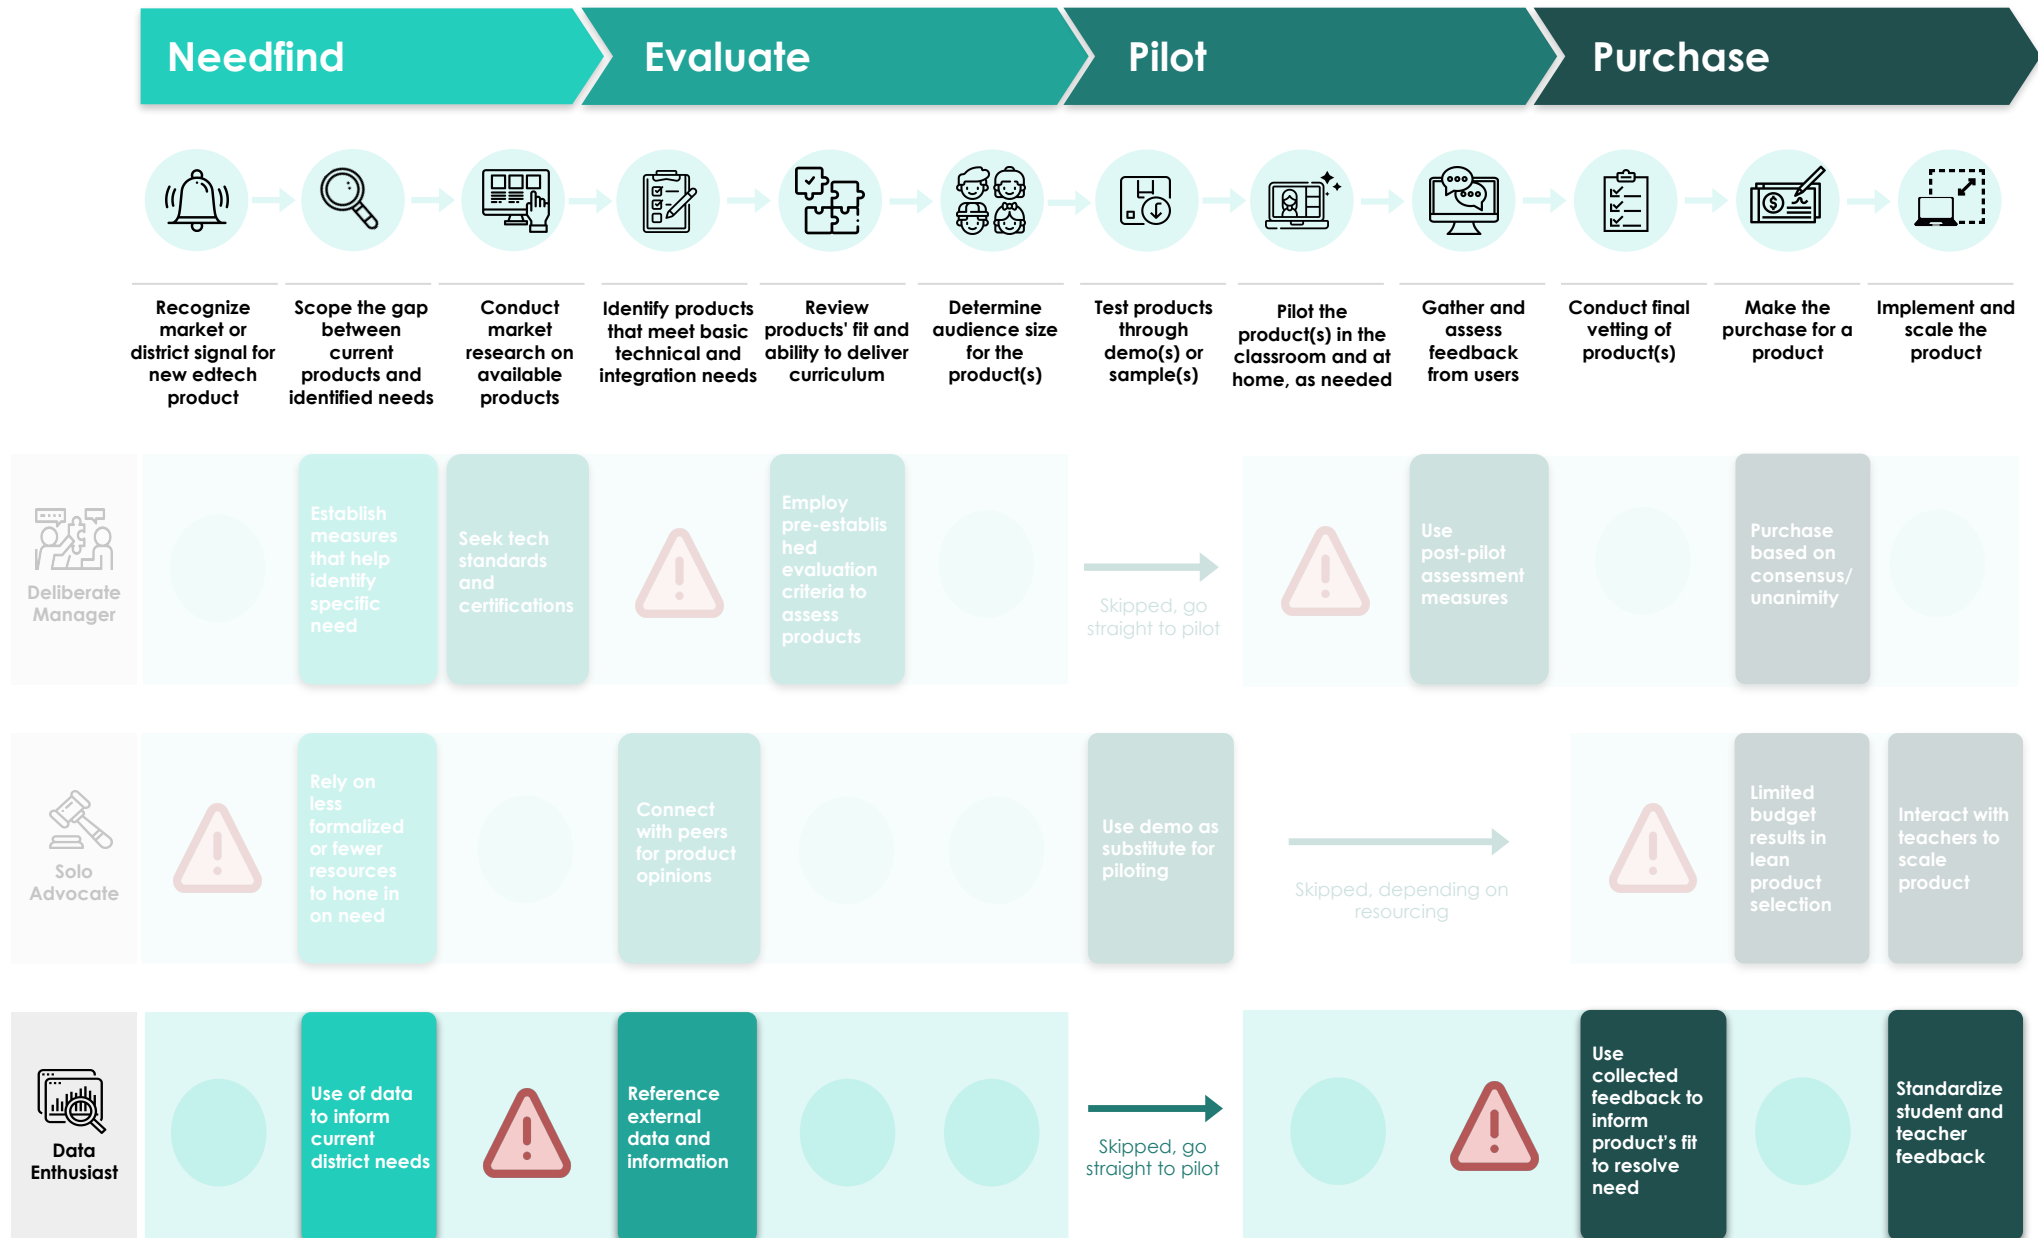 Needfind
Evaluate
Pilot
Purchase
Recognize
market or
district signal for
new edtech
product
Scope the gap
between
current
products and
identified needs
Conduct
market
research on
available
products
Identify products
that meet basic
technical and
integration needs
Review
products' fit and
ability to deliver
curriculum
Determine
audience size
for the
product(s)
Test products
through
demo(s) or
sample(s)
Pilot the
product(s) in the
classroom and at
home, as needed
Gather and
assess
feedback
from users
Conduct final
vetting of
product(s)
Make the
purchase for a
product
Implement and
scale the
product
Deliberate
Manager
Establish
measures
that help
identify
specific
need
Seek tech
standards
and
certifications
Employ
pre-establis
hed
evaluation
criteria to
assess
products
Skipped, go
straight to pilot
Use
post-pilot
assessment
measures
Purchase
based on
consensus/
unanimity
Solo
Advocate
Rely on
less
formalized
or fewer
resources
to hone in
on need
Connect
with peers
for product
opinions
Use demo as
substitute for
piloting
Skipped, depending on
resourcing
Limited
budget
results in
lean
product
selection
Interact with
teachers to
scale
product
Data
Enthusiast
Use of data
to inform
current
district needs
Reference
external
data and
information
Skipped, go
straight to pilot
Use
collected
feedback to
inform
product's fit
to resolve
need
Standardize
student and
teacher
feedback